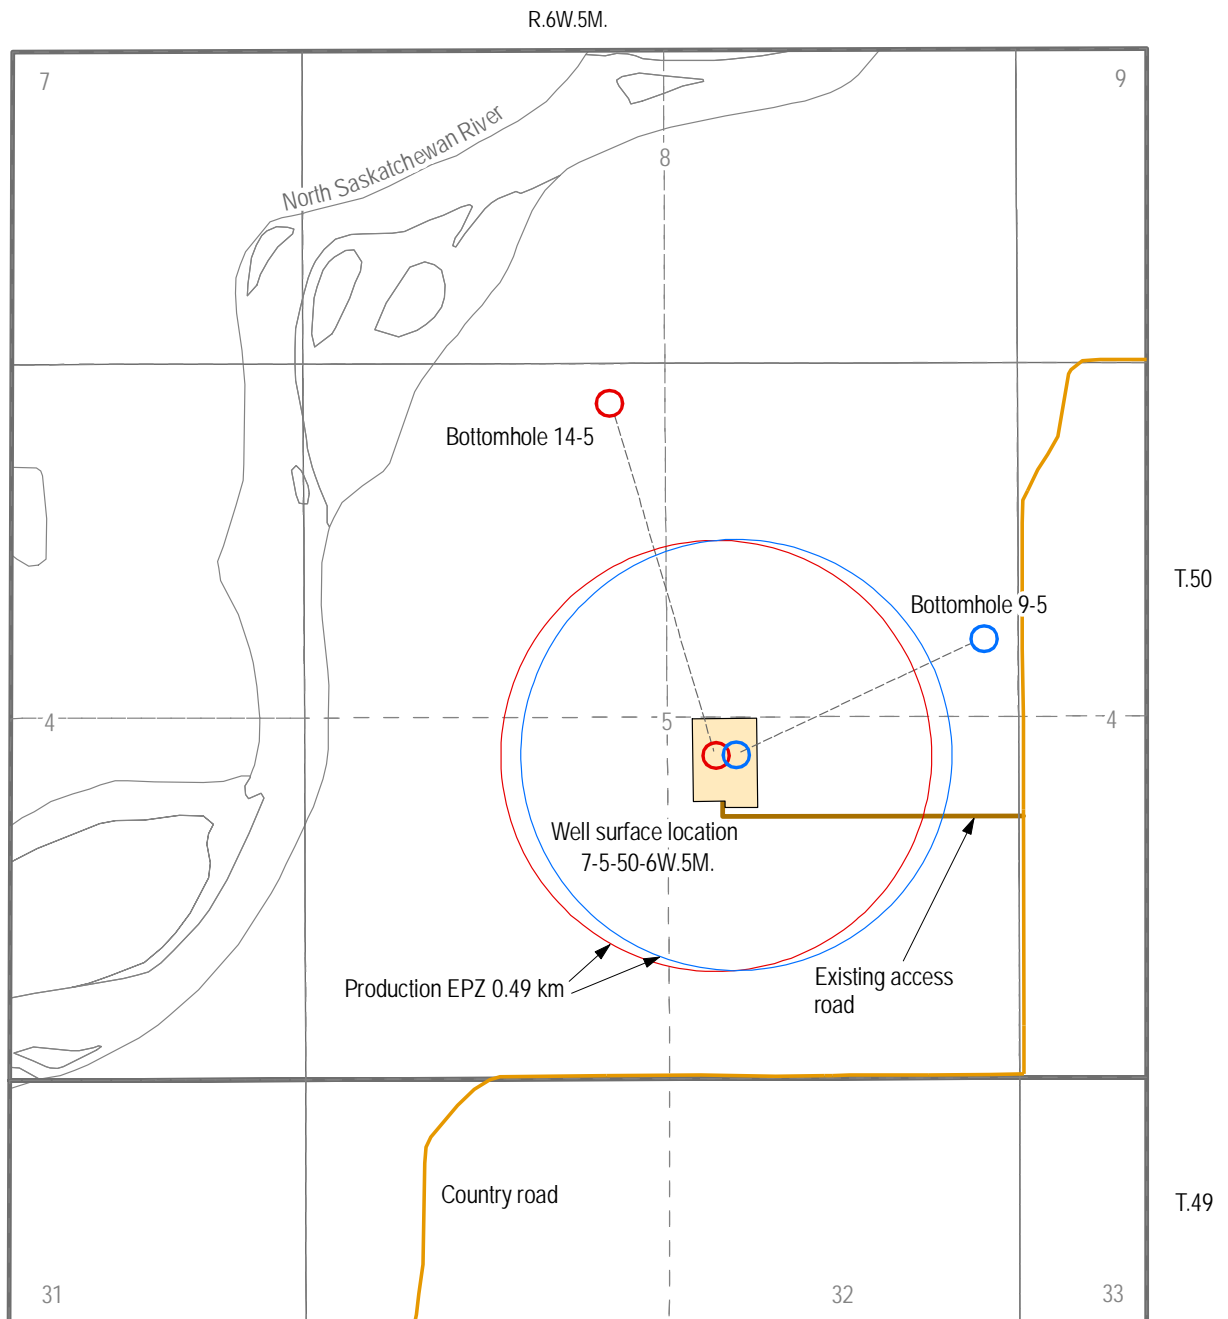 R.6W.5M.
7
9
North Saskatchewan River
8
Bottomhole 14-5
T.50
Bottomhole 9-5
4
5
4
Well surface location
7-5-50-6W.5M.
Production EPZ 0.49 km
Existing access
road
Country road
T.49
31
32
33